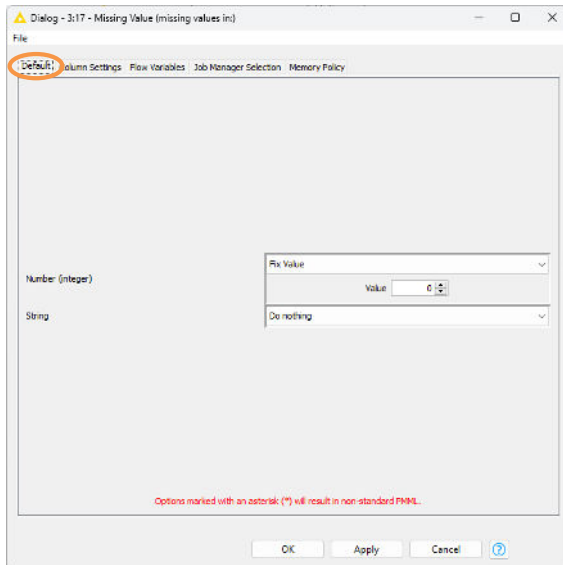 Dialog - 3:17 - Missing Value (missing values in:)
File
Default Column Settings Flow Variables Job Manager Selection Memory Policy
Fix Value
Number (integer)
Value 0
String Do nothing
Options marked with an asterisk (*) will result in non-standard PMML.
OK Apply Cancel ?